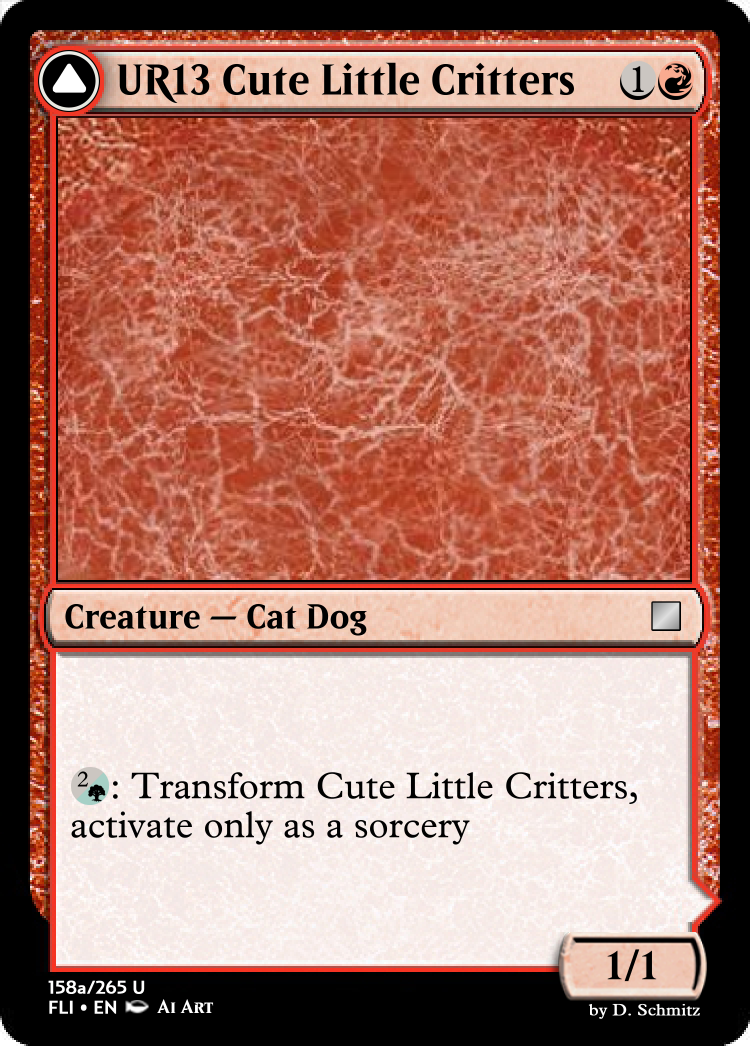 UR13 Cute Little Critters 1
Creature — Cat Dog
2: Transform Cute Little Critters,
activate only as a sorcery
1/1
158a/265 U
FLI • EN AI ART
by D. Schmitz